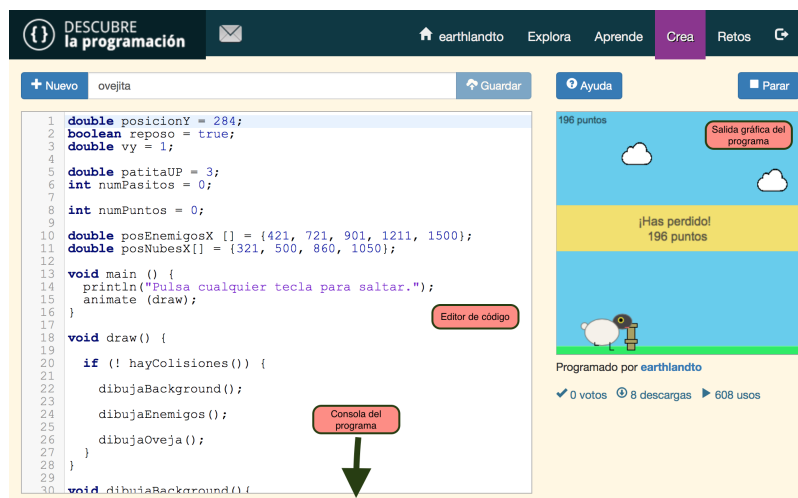 {} DESCUBRE
la programación
earthlandto Explora Aprende Crea Retos
Nuevo ovejita Guardar Ayuda Parar
1 double posicionY = 284;
2 boolean reposo = true;
3 double vy = 1;
4
5 double patitaUP = 3;
6 int numPasitos = 0;
7
8 int numPuntos = 0;
9
10 double posEnemigosX [] = {421, 721, 901, 1211, 1500};
11 double posNubesX[] = {321, 500, 860, 1050};
12
13 void main () {
14 println("Pulsa cualquier tecla para saltar.");
15 animate (draw);
16 }
17
18 void draw() {
19
20 if (! hayColisiones()) {
21
22 dibujaBackground();
23
24 dibujaEnemigos();
25
26 dibujaOveja();
27 }
28 }
29
30 void dibujaBackground(){
Editor de código
Consola del
programa
196 puntos
Salida gráfica del
programa
¡Has perdido!
196 puntos
Programado por earthlandto
0 votos 8 descargas 608 usos